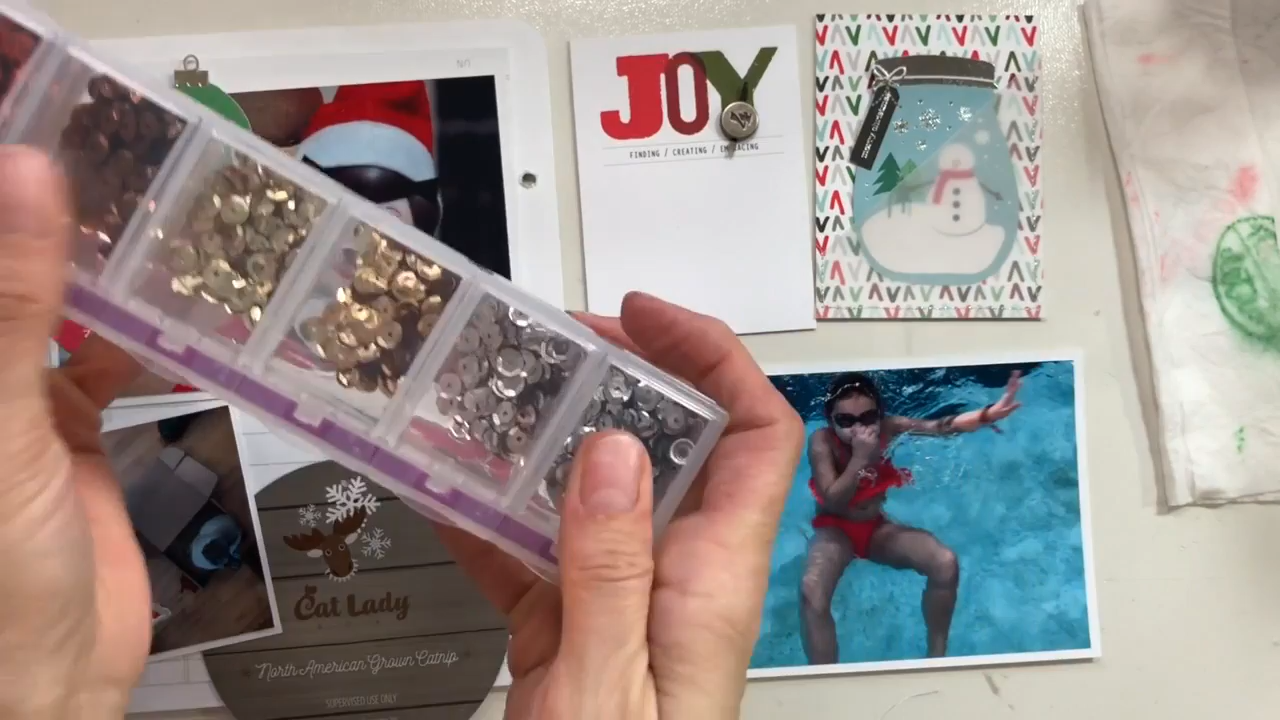 JOY
FINDING / CREATING / EMBRACING
Cat Lady
North American Grown Catnip
SUPERVISED USE ONLY